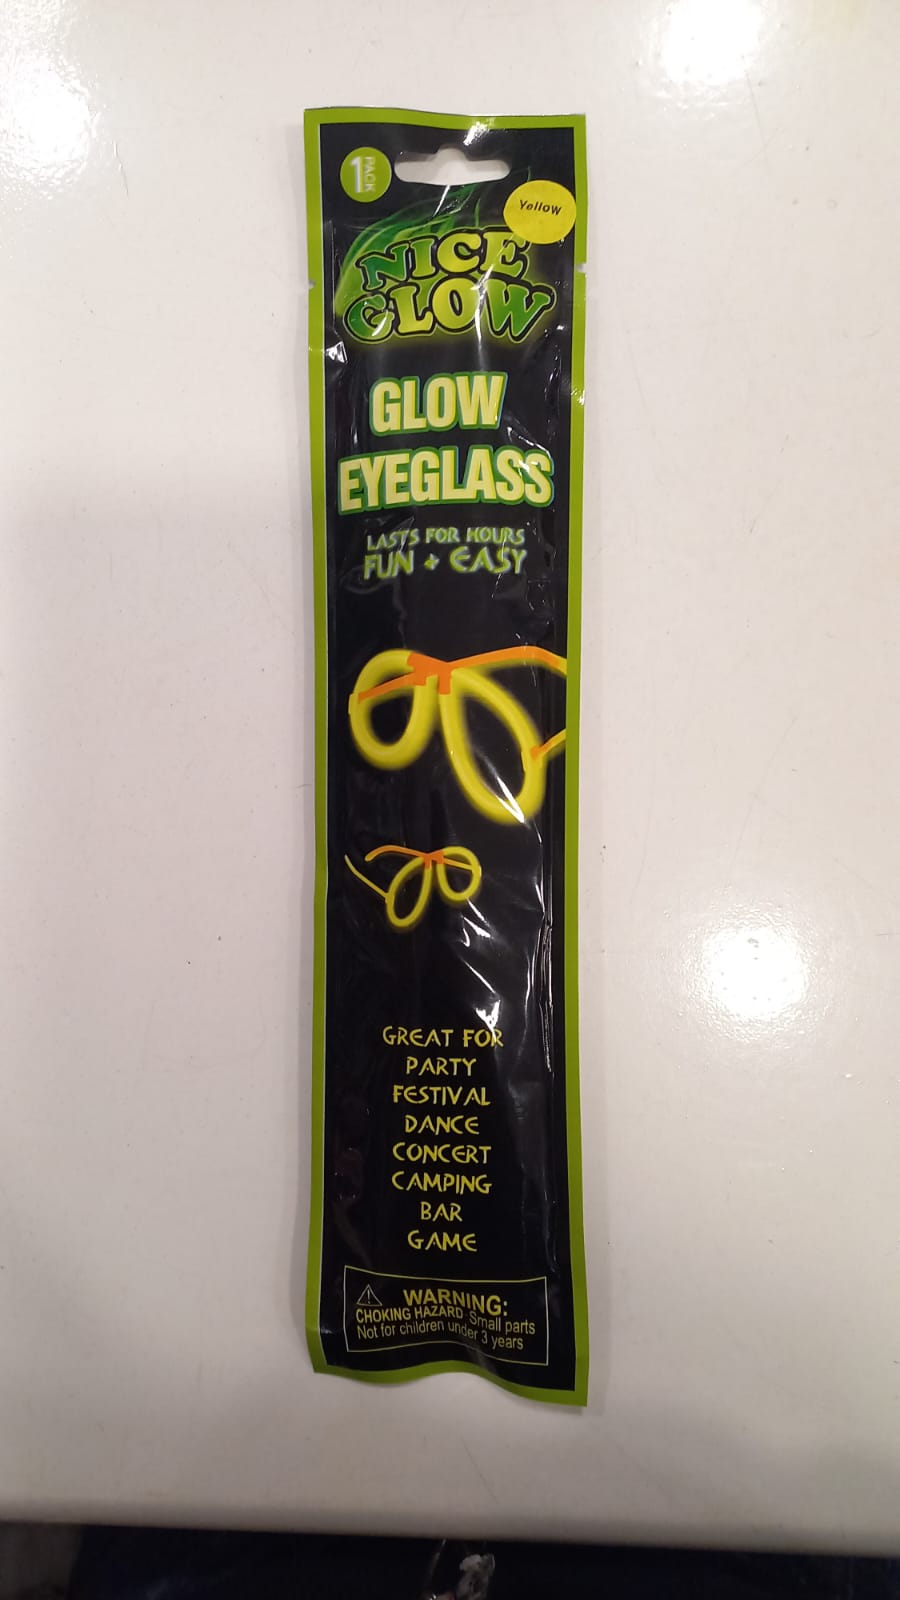 1 PACK
Yellow
NICE
GLOW
GLOW
EYEGLASS
LASTS FOR HOURS
FUN + EASY
GREAT FOR
PARTY
FESTIVAL
DANCE
CONCERT
CAMPING
BAR
GAME
WARNING:
CHOKING HAZARD Small parts
Not for children under 3 years